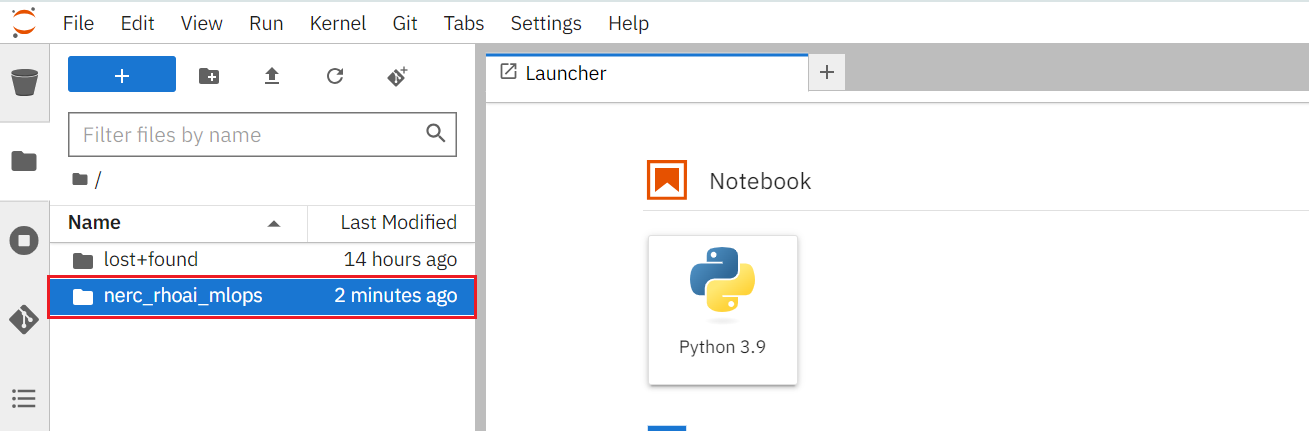 File Edit View Run Kernel Git Tabs Settings Help
+
Launcher
+
Filter files by name
/
Name Last Modified
lost+found 14 hours ago
nerc_rhoai_mlops 2 minutes ago
Notebook
Python 3.9